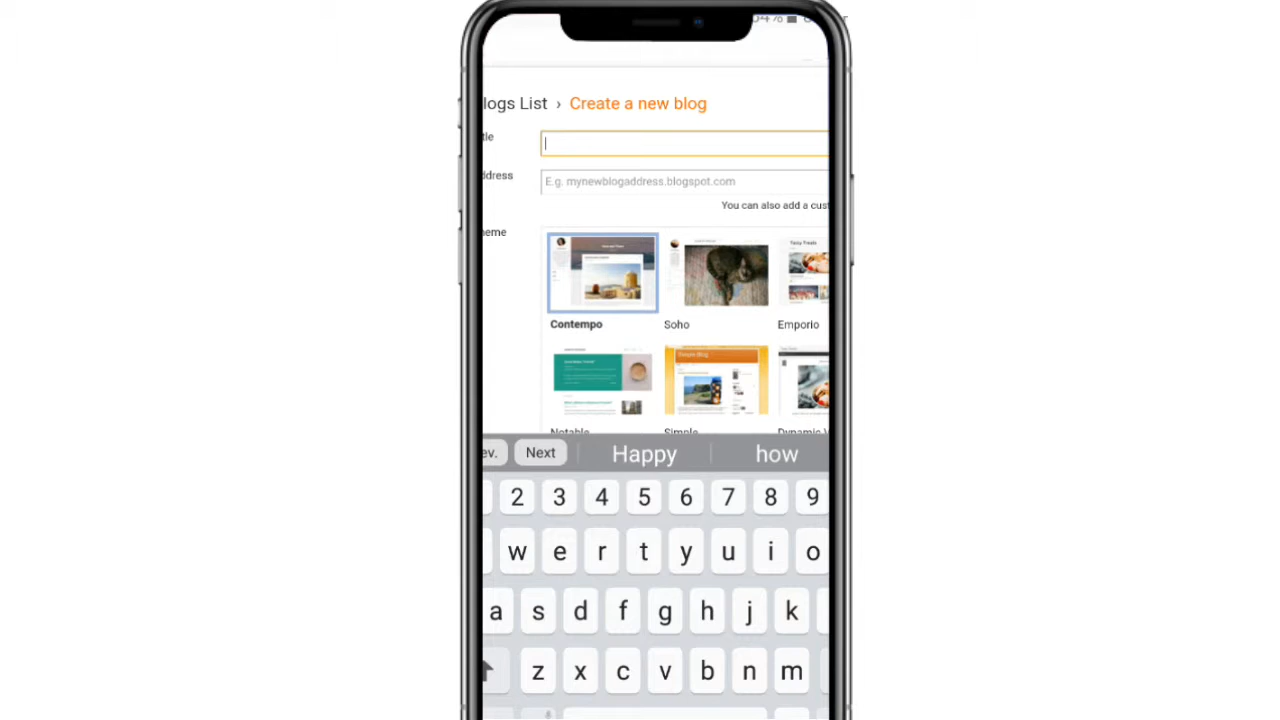 logs List › Create a new blog
tle
ddress
E.g. mynewblogaddress.blogspot.com
You can also add a cust
eme
Contempo
Soho
Emporio
Notable
Simple
Dynamic V
ev.
Next
Happy
how
2 3 4 5 6 7 8 9
w e r t y u i o
a s d f g h j k
z x c v b n m